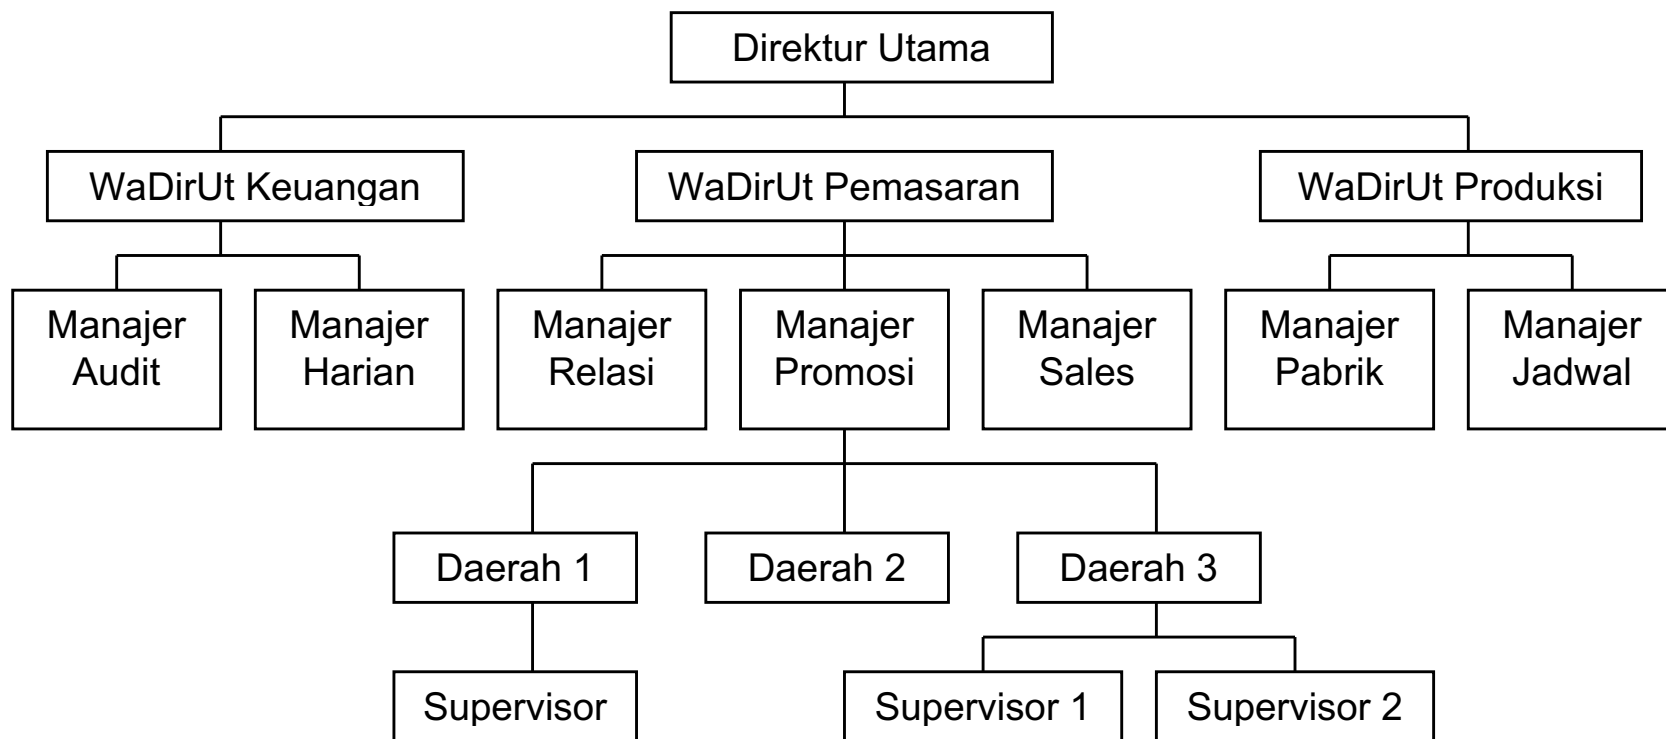 Direktur Utama
WaDirUt Keuangan
WaDirUt Pemasaran
WaDirUt Produksi
Manajer
Audit
Manajer
Harian
Manajer
Relasi
Manajer
Promosi
Manajer
Sales
Manajer
Pabrik
Manajer
Jadwal
Daerah 1
Daerah 2
Daerah 3
Supervisor
Supervisor 1
Supervisor 2